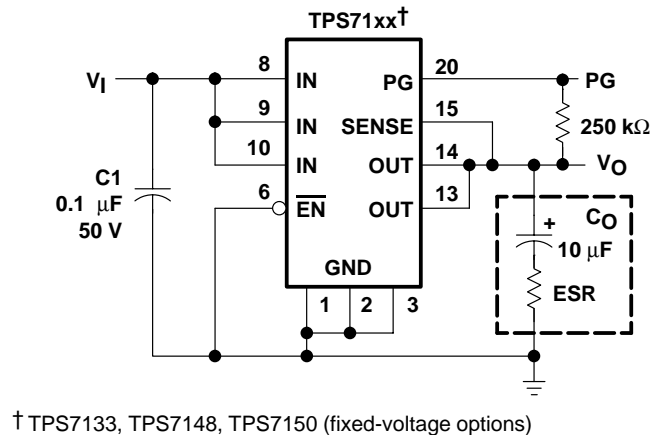 TPS71xx†
VI
8
IN
PG
20
PG
9
IN
SENSE
15
250 kΩ
10
IN
OUT
14
VO
C1
0.1 μF
50 V
6
EN
OUT
13
CO
+
10 μF
GND
ESR
1
2
3
† TPS7133, TPS7148, TPS7150 (fixed-voltage options)